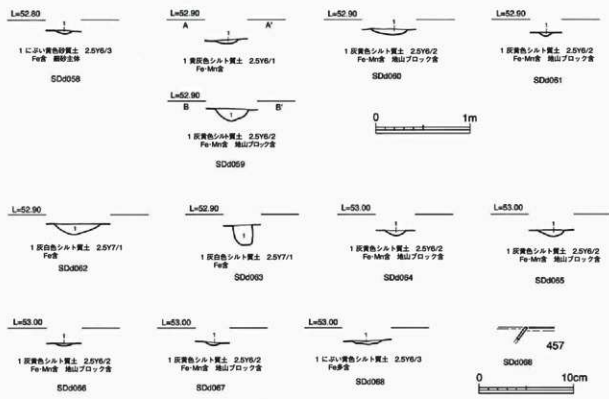 L=52.80
1
1 にぶい黄色砂質土 2.5Y6/3
Fe含 細砂主体
SDd058
L=52.90
A A'
1
1 黄灰色シルト質土 2.5Y6/1
Fe·Mn含
L=52.90
B B'
1
1 灰黄色シルト質土 2.5Y6/2
Fe·Mn含 地山ブロック含
SDd059
L=52.90
1
1 灰黄色シルト質土 2.5Y6/2
Fe·Mn含 地山ブロック含
SDd060
L=52.90
1
1 灰黄色シルト質土 2.5Y6/2
Fe·Mn含 地山ブロック含
SDd061
0 1m
L=52.90
1
1 灰白色シルト質土 2.5Y7/1
Fe含
SDd062
L=52.90
1
1 灰白色シルト質土 2.5Y7/1
Fe含
SDd063
L=53.00
1
1 灰黄色シルト質土 2.5Y6/2
Fe·Mn含 地山ブロック含
SDd064
L=53.00
1
1 灰黄色シルト質土 2.5Y6/2
Fe·Mn含 地山ブロック含
SDd065
L=53.00
1
1 灰黄色シルト質土 2.5Y6/2
Fe·Mn含 地山ブロック含
SDd066
L=53.00
1
1 灰黄色シルト質土 2.5Y6/2
Fe·Mn含 地山ブロック含
SDd067
L=53.00
1
1 にぶい黄色シルト質土 2.5Y6/3
Fe多含
SDd068
457
SDd066
0 10cm